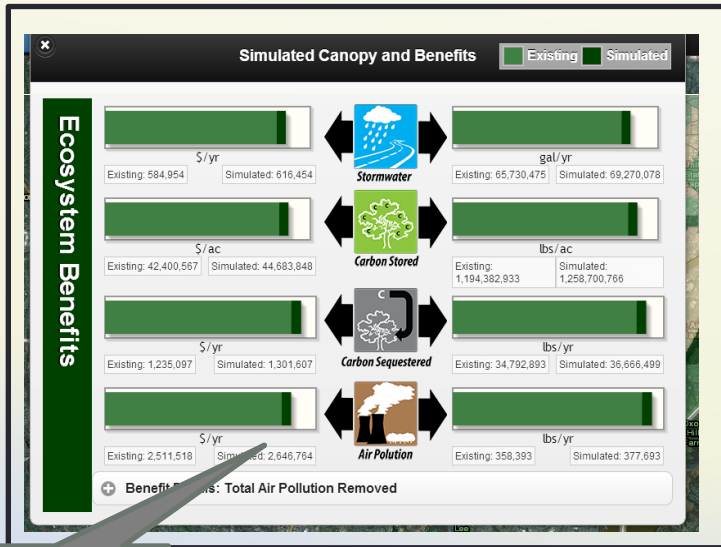 Simulated Canopy and Benefits
Existing Simulated
Ecosystem Benefits
$/yr
Existing: 584,954 Simulated: 616,454
Stormwater
gal/yr
Existing: 65,730,475 Simulated: 69,270,078
$/ac
Existing: 42,400,567 Simulated: 44,683,848
Carbon Stored
lbs/ac
Existing: Simulated:
1,194,382,933 1,258,700,766
$/yr
Existing: 1,235,097 Simulated: 1,301,607
C
Carbon Sequestered
lbs/yr
Existing: 34,792,893 Simulated: 36,666,499
$/yr
Existing: 2,511,518 Simulated: 2,646,764
Air Polution
lbs/yr
Existing: 358,393 Simulated: 377,693
Benefit : Total Air Pollution Removed